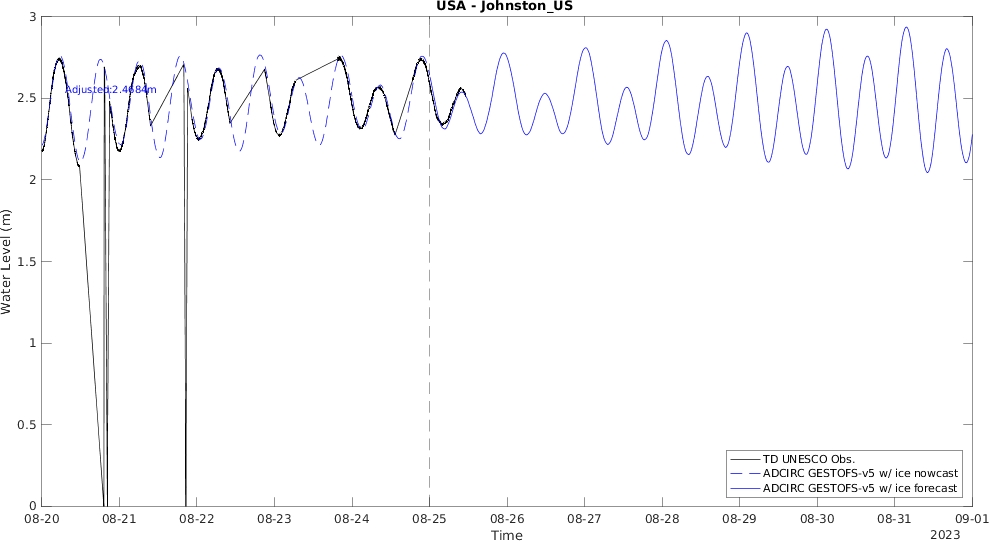 USA - Johnston_US
3
2.5
2
1.5
1
0.5
0
Water Level (m)
Adjusted:2.4684m
TD UNESCO Obs.
ADCIRC GESTOFS-v5 w/ ice nowcast
ADCIRC GESTOFS-v5 w/ ice forecast
08-20 08-21 08-22 08-23 08-24 08-25 08-26 08-27 08-28 08-29 08-30 08-31 09-01
Time
2023